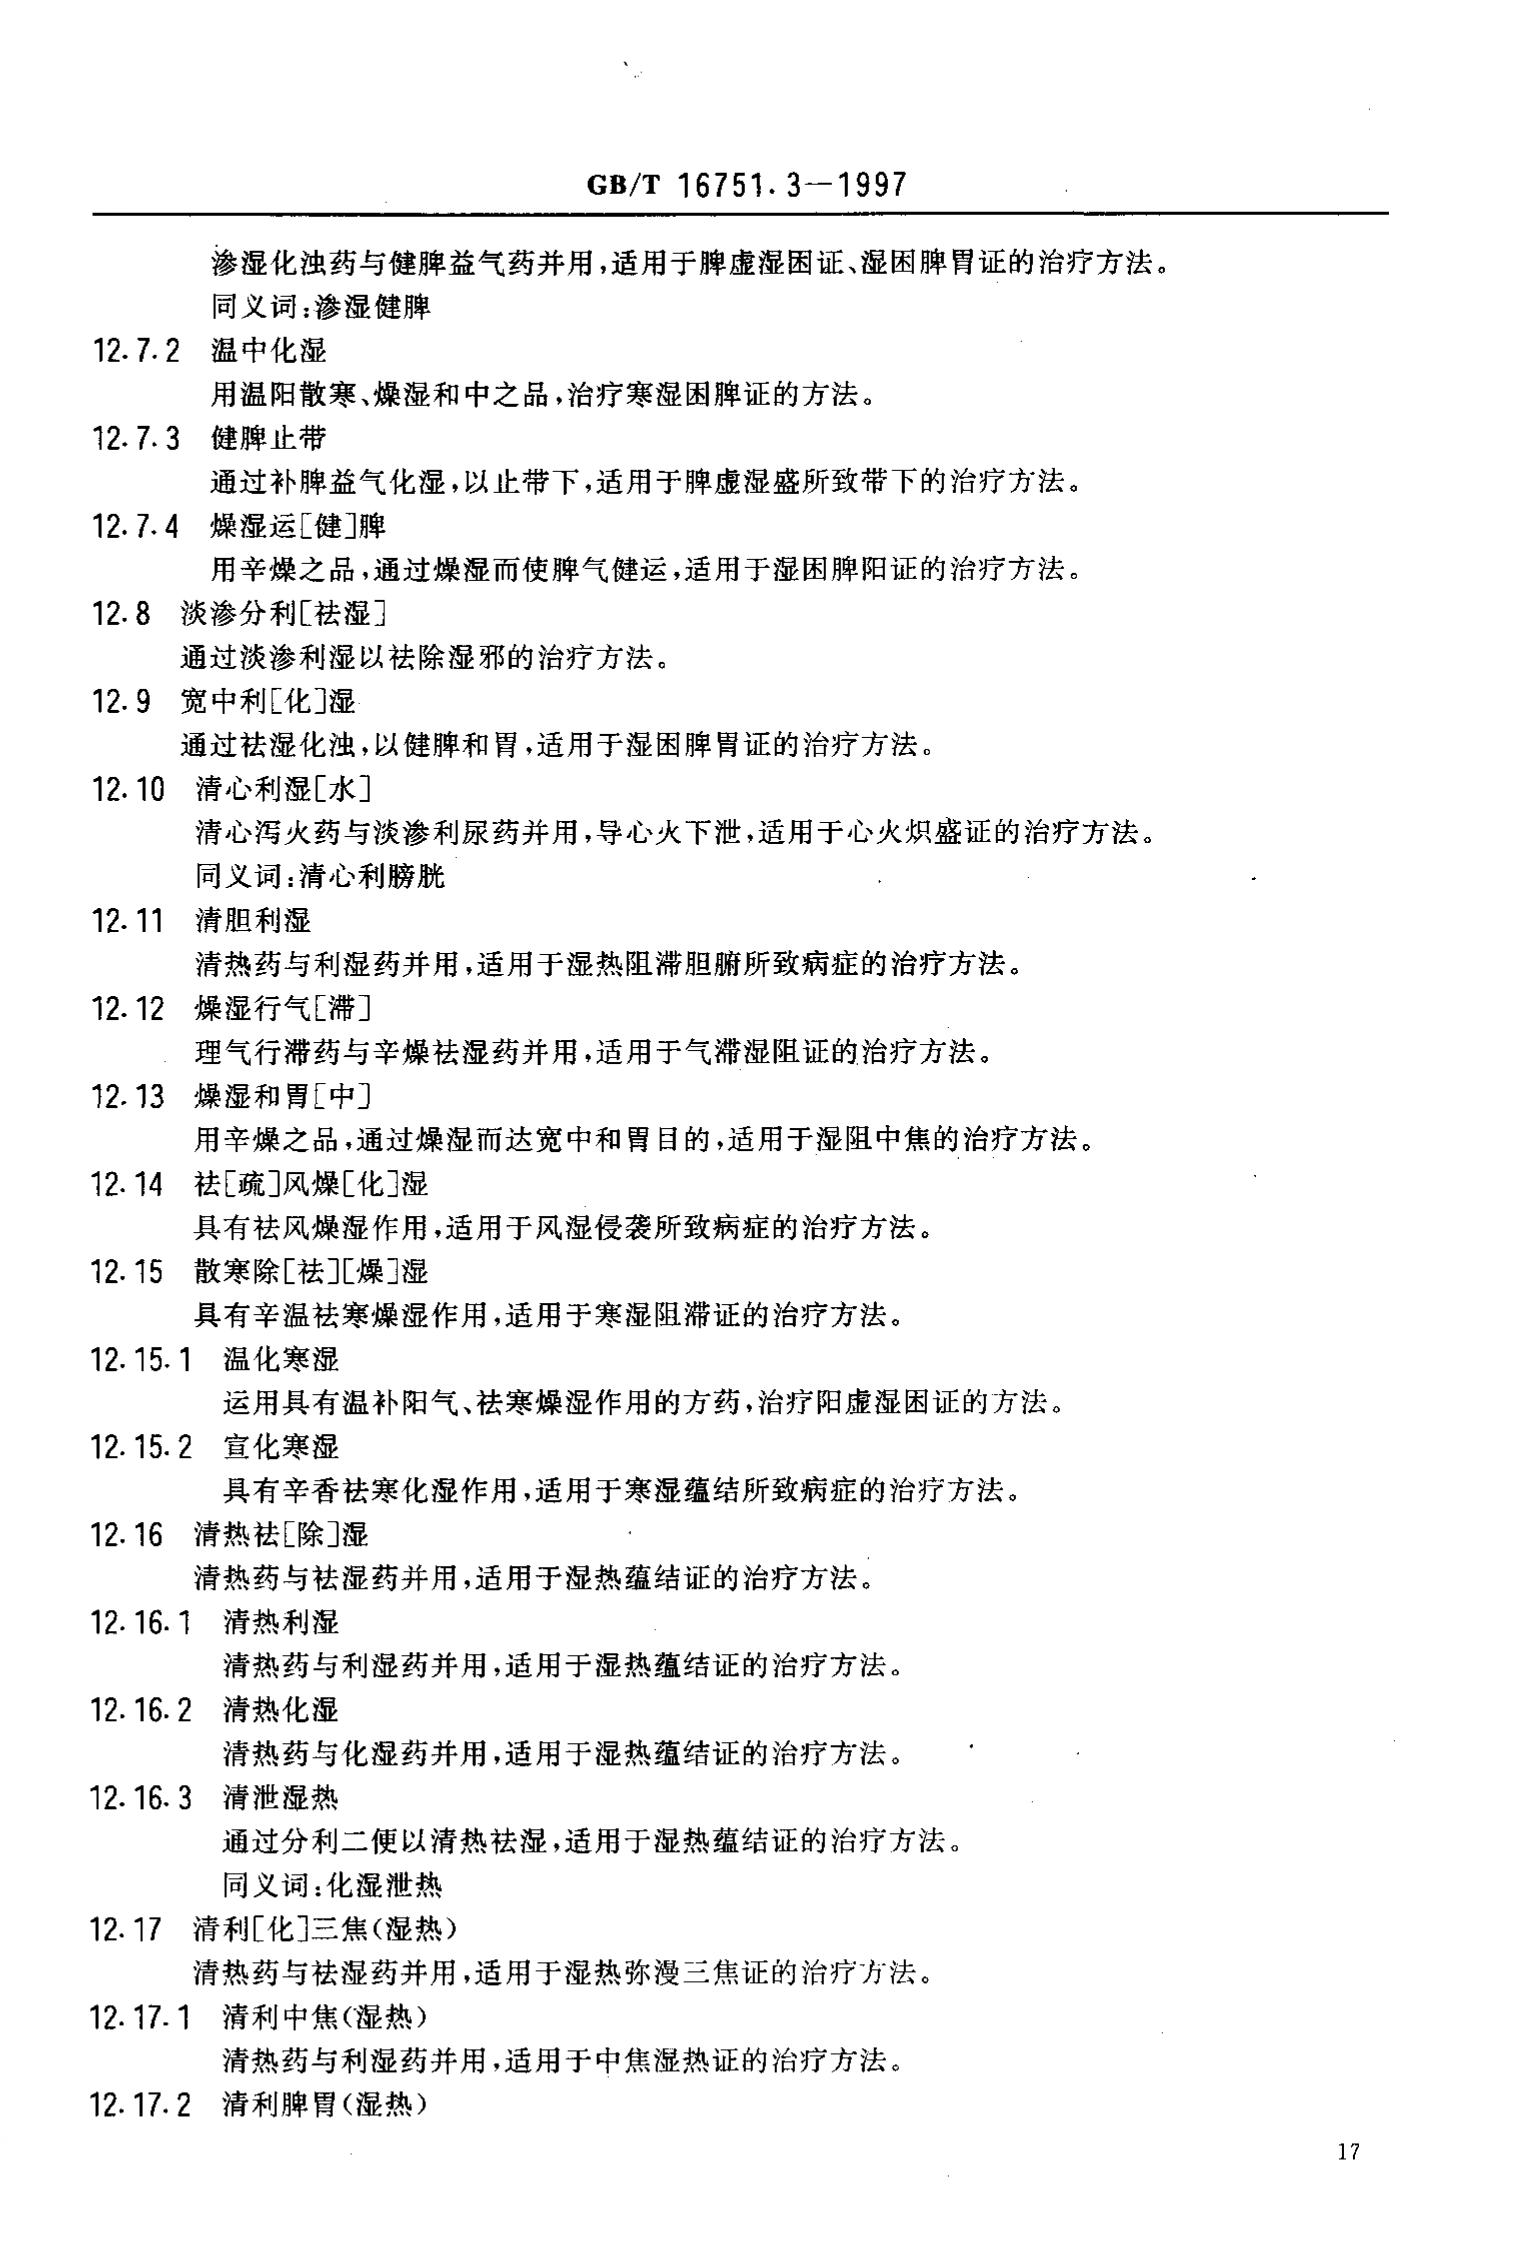 GB/T 16751.3—1997
渗湿化浊药与健脾益气药并用,适用于脾虚湿困证、湿困脾胃证的治疗方法。
同义词:渗湿健脾
12.7.2 温中化湿
用温阳散寒、燥湿和中之品,治疗寒湿困脾证的方法。
12.7.3 健脾止带
通过补脾益气化湿,以止带下,适用于脾虚湿盛所致带下的治疗方法。
12.7.4 燥湿运[健]脾
用辛燥之品,通过燥湿而使脾气健运,适用于湿困脾阳证的治疗方法。
12.8 淡渗分利[祛湿]
通过淡渗利湿以祛除湿邪的治疗方法。
12.9 宽中利[化]湿
通过祛湿化浊,以健脾和胃,适用于湿困脾胃证的治疗方法。
12.10 清心利湿[水]
清心泻火药与淡渗利尿药并用,导心火下泄,适用于心火炽盛证的治疗方法。
同义词:清心利膀胱
12.11 清胆利湿
清热药与利湿药并用,适用于湿热阻滞胆腑所致病症的治疗方法。
12.12 燥湿行气[滞]
理气行滞药与辛燥祛湿药并用,适用于气滞湿阻证的治疗方法。
12.13 燥湿和胃[中]
用辛燥之品,通过燥湿而达宽中和胃目的,适用于湿阻中焦的治疗方法。
12.14 祛[疏]风燥[化]湿
具有祛风燥湿作用,适用于风湿侵袭所致病症的治疗方法。
12.15 散寒除[祛][燥]湿
具有辛温祛寒燥湿作用,适用于寒湿阻滞证的治疗方法。
12.15.1 温化寒湿
运用具有温补阳气、祛寒燥湿作用的方药,治疗阳虚湿困证的方法。
12.15.2 宣化寒湿
具有辛香祛寒化湿作用,适用于寒湿蕴结所致病症的治疗方法。
12.16 清热祛[除]湿
清热药与祛湿药并用,适用于湿热蕴结证的治疗方法。
12.16.1 清热利湿
清热药与利湿药并用,适用于湿热蕴结证的治疗方法。
12.16.2 清热化湿
清热药与化湿药并用,适用于湿热蕴结证的治疗方法。
12.16.3 清泄湿热
通过分利二便以清热祛湿,适用于湿热蕴结证的治疗方法。
同义词:化湿泄热
12.17 清利[化]三焦(湿热)
清热药与祛湿药并用,适用于湿热弥漫三焦证的治疗方法。
12.17.1 清利中焦(湿热)
清热药与利湿药并用,适用于中焦湿热证的治疗方法。
12.17.2 清利脾胃(湿热)
17